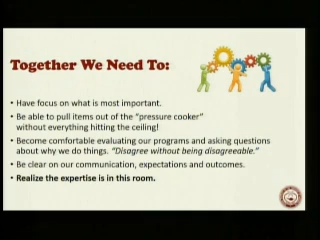 Together We Need To:
• Have focus on what is most important.
• Be able to pull items out of the “pressure cooker”
without everything hitting the ceiling!
• Become comfortable evaluating our programs and asking questions
about why we do things. “Disagree without being disagreeable.”
• Be clear on our communication, expectations and outcomes.
• Realize the expertise is in this room.